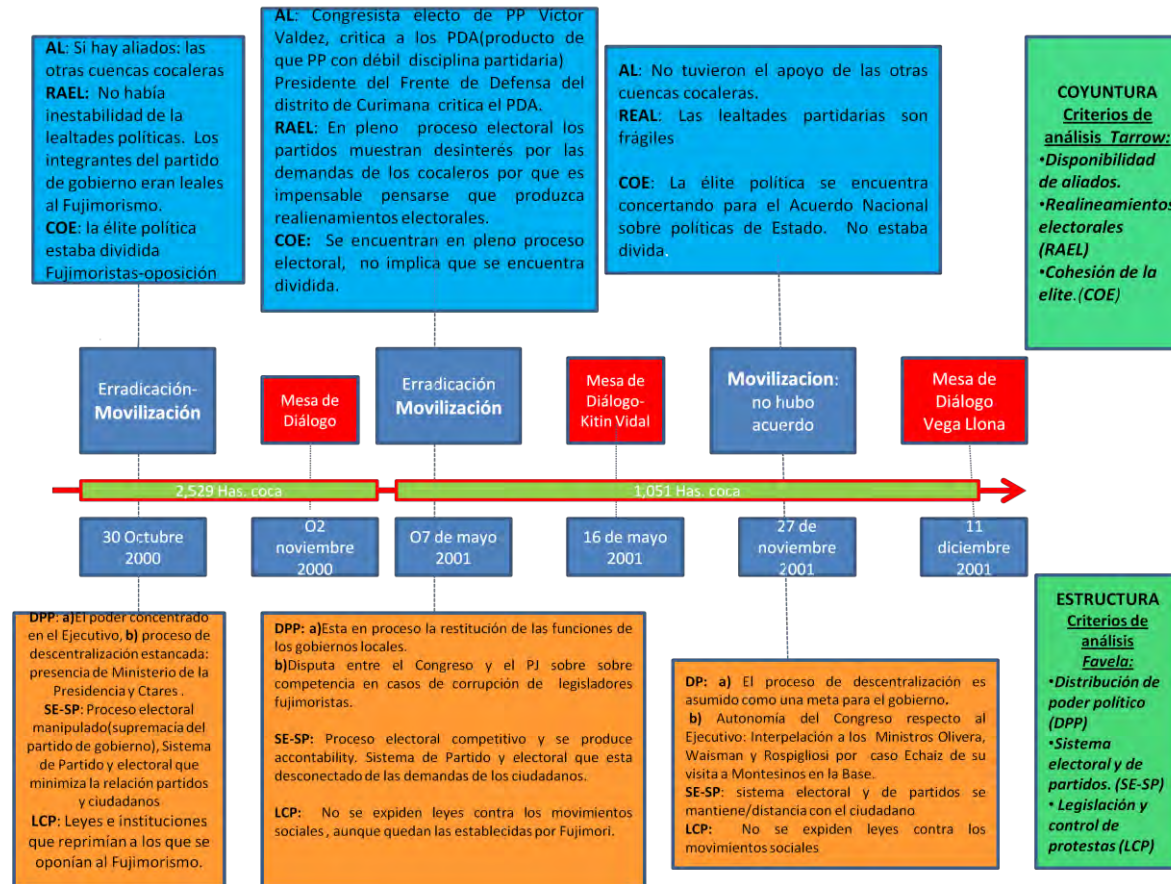 AL: Si hay aliados: las
otras cuencas cocaleras
RAEL: No había
inestabilidad de la
lealtades políticas. Los
integrantes del partido
de gobierno eran leales
al Fujimorismo.
COE: la élite política
estaba dividida
Fujimoristas-oposición
AL: Congresista electo de PP Víctor
Valdez, critica a los PDA(producto de
que PP con débil disciplina partidaria)
Presidente del Frente de Defensa del
distrito de Curimana critica el PDA.
RAEL: En pleno proceso electoral los
partidos muestran desinterés por las
demandas de los cocaleros por que es
impensable pensarse que produzca
realienamientos electorales.
COE: Se encuentran en pleno proceso
electoral, no implica que se encuentra
dividida.
AL: No tuvieron el apoyo de las otras
cuencas cocaleras.
REAL: Las lealtades partidarias son
frágiles
COE: La élite política se encuentra
concertando para el Acuerdo Nacional
sobre políticas de Estado. No estaba
divida.
COYUNTURA
Criterios de
análisis Tarrow:
•Disponibilidad
de aliados.
•Realineamientos
electorales
(RAEL)
•Cohesión de la
elite.(COE)
Erradicación-
Movilización
Mesa de
Diálogo
Erradicación
Movilización
Mesa de
Diálogo-
Kitin Vidal
Movilizacion:
no hubo
acuerdo
Mesa de
Diálogo
Vega Llona
2,529 Has. coca
1,051 Has. coca
30 Octubre
2000
O2
noviembre
2000
O7 de mayo
2001
16 de mayo
2001
27 de
noviembre
2001
11
diciembre
2001
DPP: a)El poder concentrado
en el Ejecutivo, b) proceso de
descentralización estancada:
presencia de Ministerio de la
Presidencia y Ctares .
SE-SP: Proceso electoral
manipulado(supremacía del
partido de gobierno), Sistema
de Partido y electoral que
minimiza la relación partidos
y ciudadanos
LCP: Leyes e instituciones
que reprimían a los que se
oponían al Fujimorismo.
DPP: a)Esta en proceso la restitución de las funciones de
los gobiernos locales.
b)Disputa entre el Congreso y el PJ sobre sobre
competencia en casos de corrupción de legisladores
fujimoristas.
SE-SP: Proceso electoral competitivo y se produce
accontability. Sistema de Partido y electoral que esta
desconectado de las demandas de los ciudadanos.
LCP: No se expiden leyes contra los movimientos
sociales , aunque quedan las establecidas por Fujimori.
DP: a) El proceso de descentralización es
asumido como una meta para el gobierno.
b) Autonomía del Congreso respecto al
Ejecutivo: Interpelación a los Ministros Olivera,
Waisman y Rospigliosi por caso Echaiz de su
visita a Montesinos en la Base.
SE-SP: sistema electoral y de partidos se
mantiene/distancia con el ciudadano
LCP: No se expiden leyes contra los
movimientos sociales
ESTRUCTURA
Criterios de
análisis
Favela:
•Distribución de
poder político
(DPP)
•Sistema
electoral y de
partidos. (SE-SP)
• Legislación y
control de
protestas (LCP)